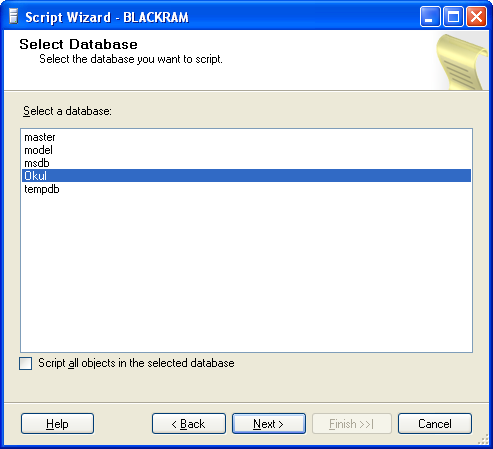 Script Wizard - BLACKRAM
Select Database
Select the database you want to script.
Select a database:
master
model
msdb
Okul
tempdb
Script all objects in the selected database
Help
< Back
Next >
Finish >>|
Cancel